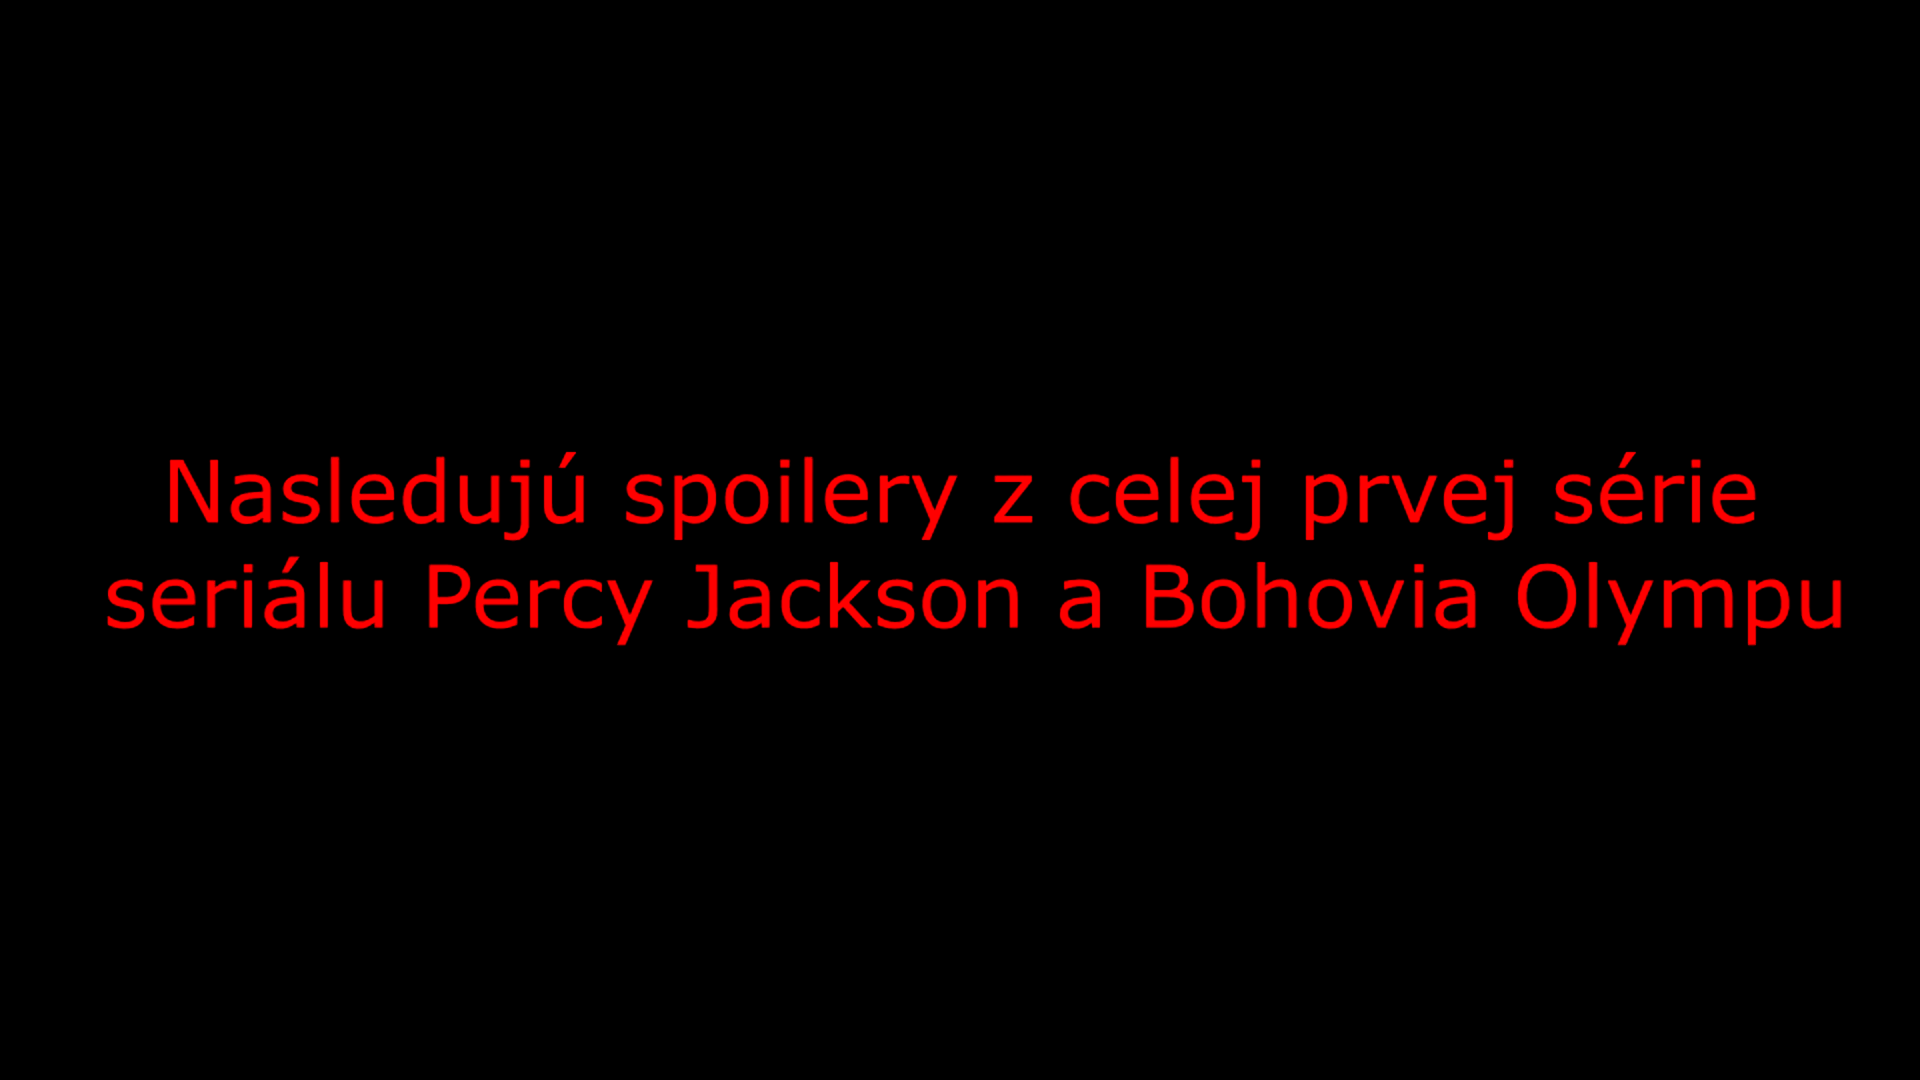 Nasledujú spoilery z celej prvej série
seriálu Percy Jackson a Bohovia Olympu